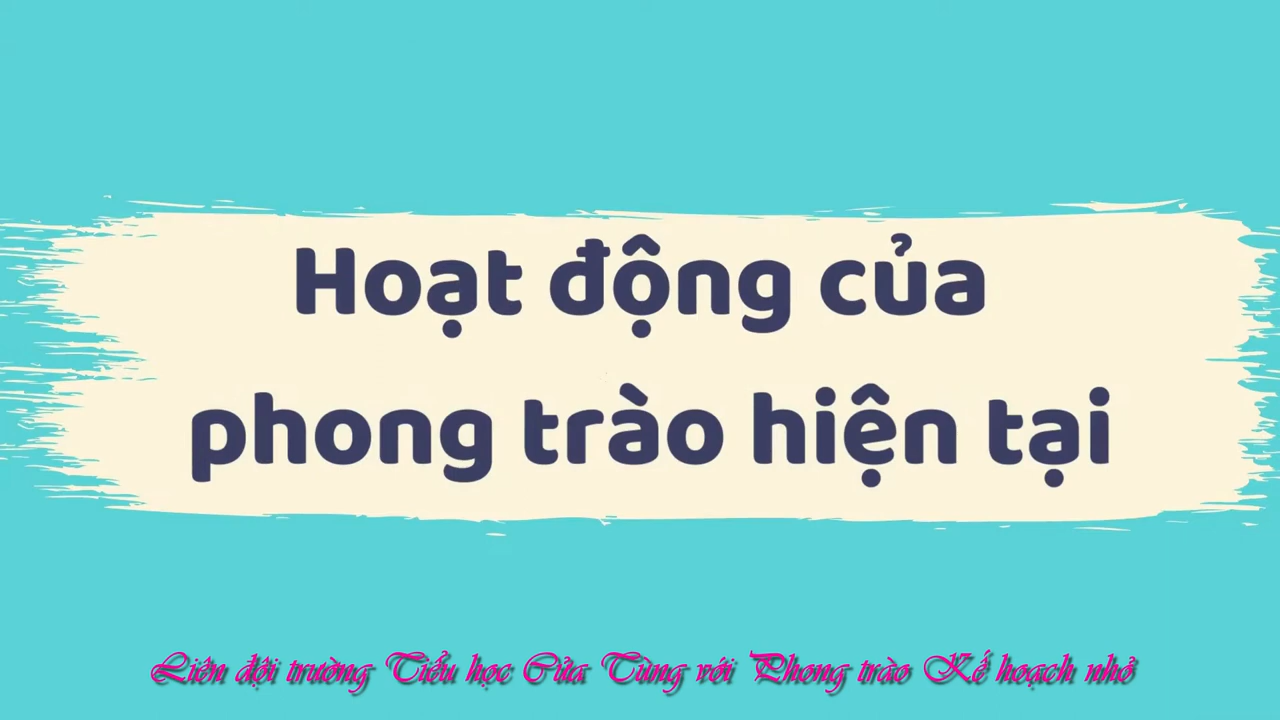 Hoạt động của
phong trào hiện tại
Liên đội trường Tiểu học Cửa Tùng với Phong trào Kế hoạch nhỏ